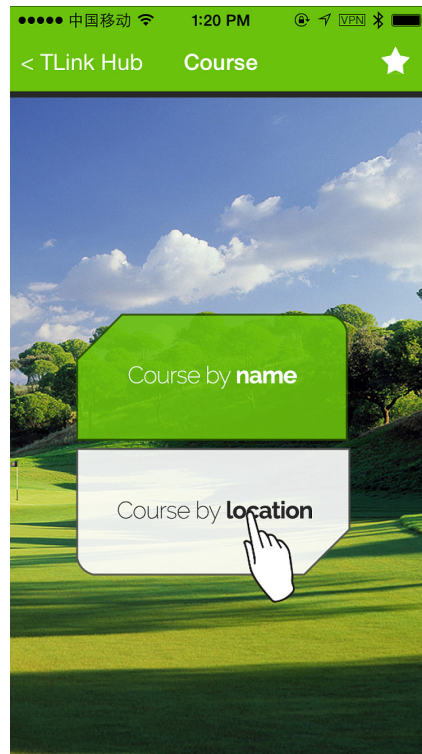 中国移动 1:20 PM VPN
< TLink Hub Course
Course by name
Course by location